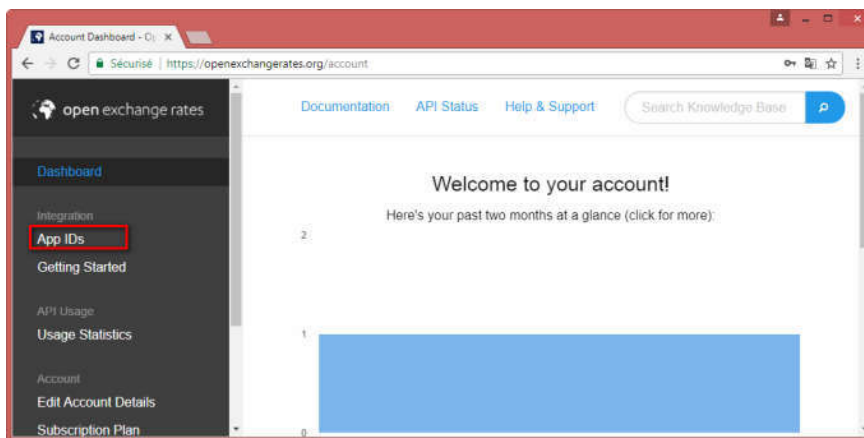 Account Dashboard - O
Sécurisé | https://openexchangerates.org/account
open exchange rates
Documentation API Status Help & Support Search Knowledge Base
Dashboard
Welcome to your account!
Integration
Here's your past two months at a glance (click for more):
App IDs
2
Getting Started
API Usage
Usage Statistics
1
Account
Edit Account Details
Subscription Plan
0